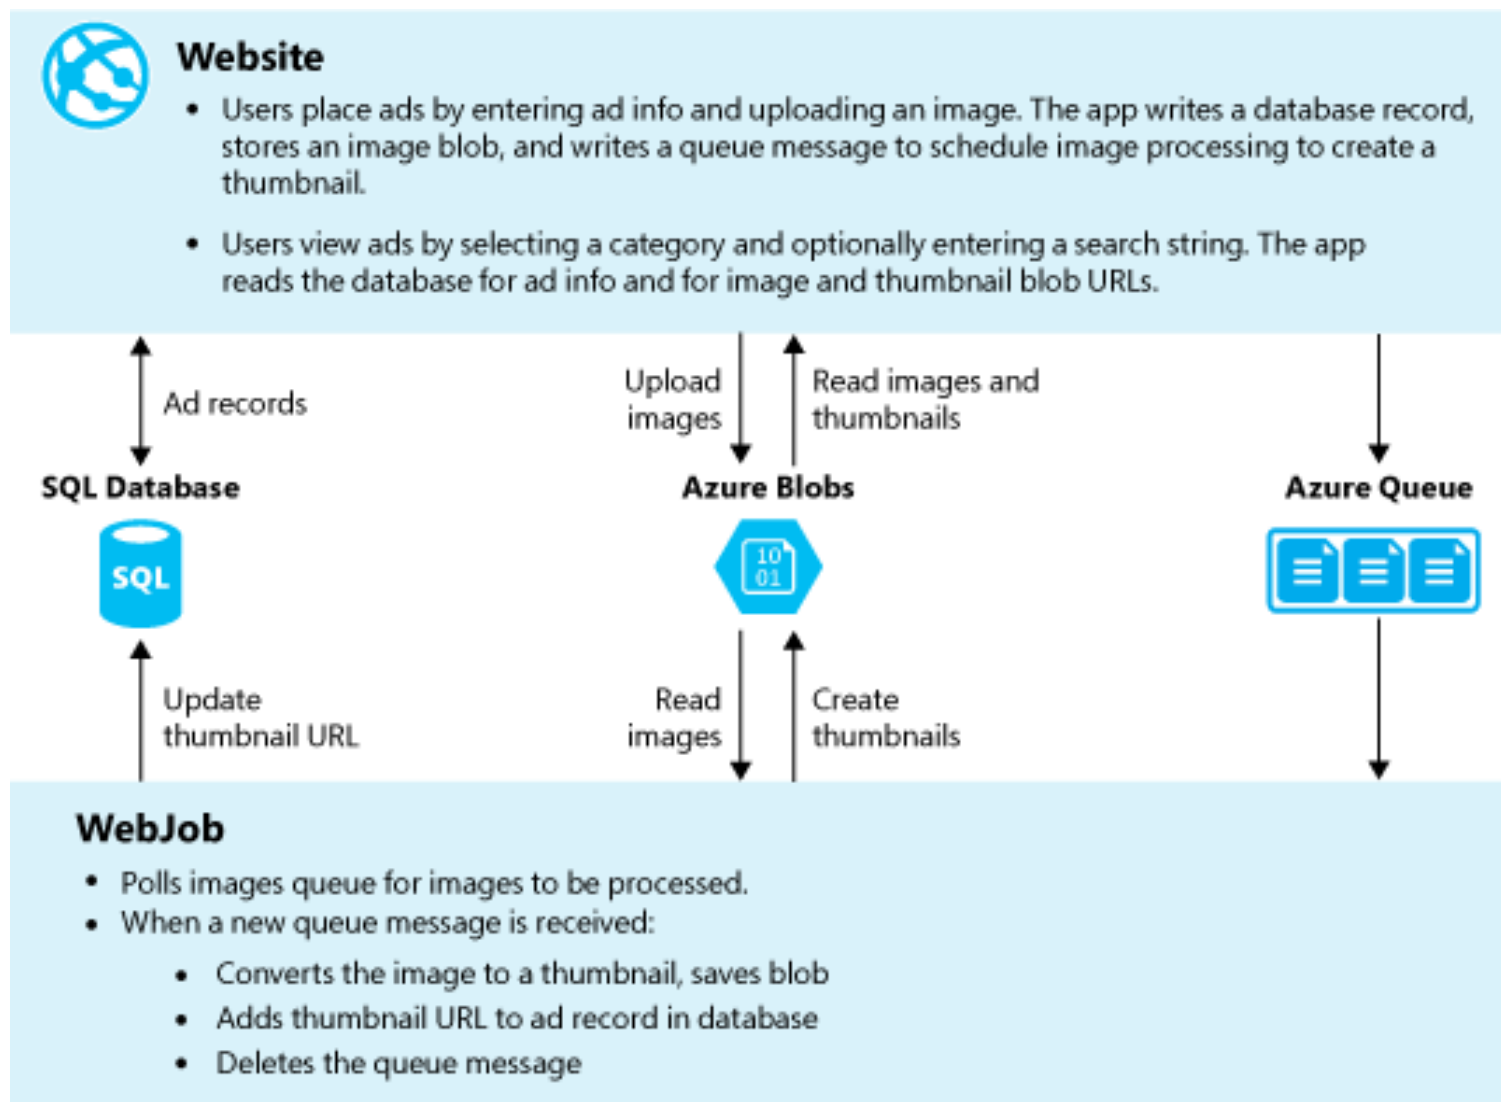 Website
• Users place ads by entering ad info and uploading an image. The app writes a database record,
stores an image blob, and writes a queue message to schedule image processing to create a
thumbnail.
• Users view ads by selecting a category and optionally entering a search string. The app
reads the database for ad info and for image and thumbnail blob URLs.
Ad records
Upload
images
Read images and
thumbnails
SQL Database
Azure Blobs
Azure Queue
SQL
10
01
Update
thumbnail URL
Read
images
Create
thumbnails
WebJob
• Polls images queue for images to be processed.
• When a new queue message is received:
• Converts the image to a thumbnail, saves blob
• Adds thumbnail URL to ad record in database
• Deletes the queue message